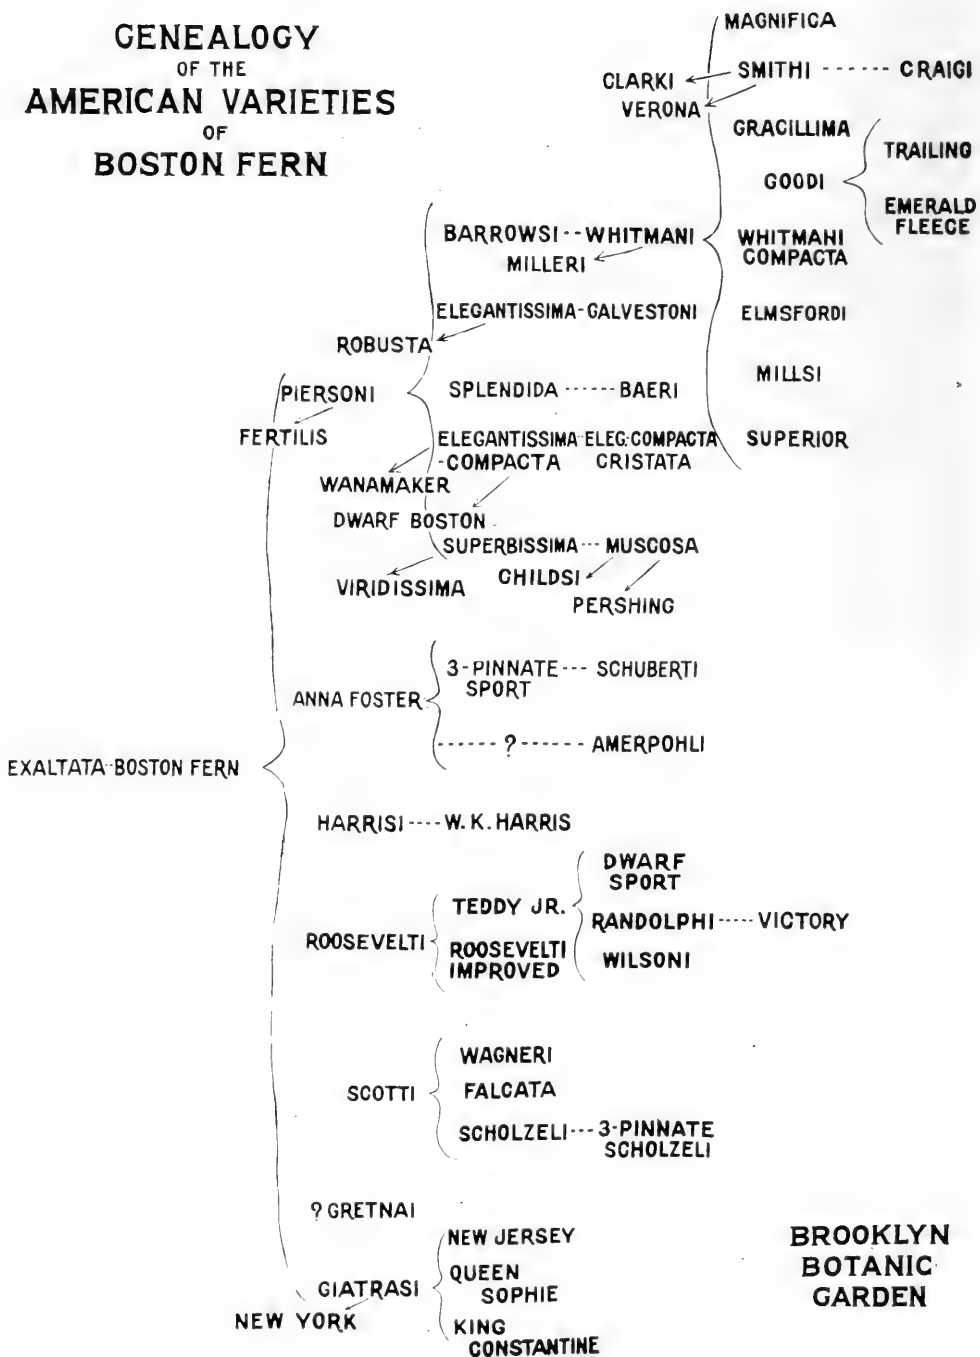 GENEALOGY
OF THE
AMERICAN VARIETIES
OF
BOSTON FERN
MAGNIFICA
CLARKI SMITHI ------ CRAIGI
VERONA
GRACILLIMA
TRAILING
GOODI
EMERALD
FLEECE
BARROWSI -- WHITMANI
MILLERI
WHITMANI
COMPACTA
ELEGANTISSIMA-GALVESTONI
ELMSFORDI
ROBUSTA
PIERSONI
SPLENDIDA ------ BAERI
MILLSI
FERTILIS
ELEGANTISSIMA-ELEG.COMPACTA
-COMPACTA CRISTATA
SUPERIOR
WANAMAKER
DWARF BOSTON
SUPERBISSIMA --- MUSCOSA
VIRIDISSIMA
CHILDSI
PERSHING
3-PINNATE --- SCHUBERTI
SPORT
ANNA FOSTER
------ ? ------ AMERPOHLI
EXALTATA--BOSTON FERN
HARRISI ---- W. K. HARRIS
DWARF
SPORT
TEDDY JR.
RANDOLPHI ----- VICTORY
ROOSEVELTI
ROOSEVELTI
IMPROVED
WILSONI
WAGNERI
SCOTTI
FALCATA
SCHOLZELI --- 3-PINNATE
SCHOLZELI
? GRETNAI
NEW JERSEY
GIATRASI
QUEEN
SOPHIE
NEW YORK
KING
CONSTANTINE
BROOKLYN
BOTANIC
GARDEN